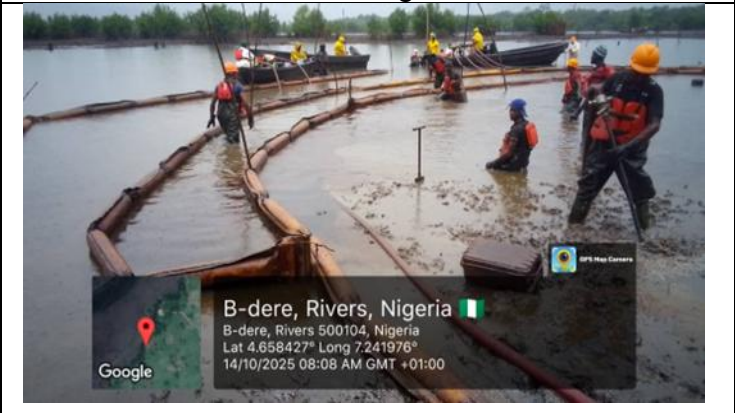 GPS Map Camera
B-dere, Rivers, Nigeria 🇳🇬
B-dere, Rivers 500104, Nigeria
Lat 4.658427° Long 7.241976°
14/10/2025 08:08 AM GMT +01:00
Google